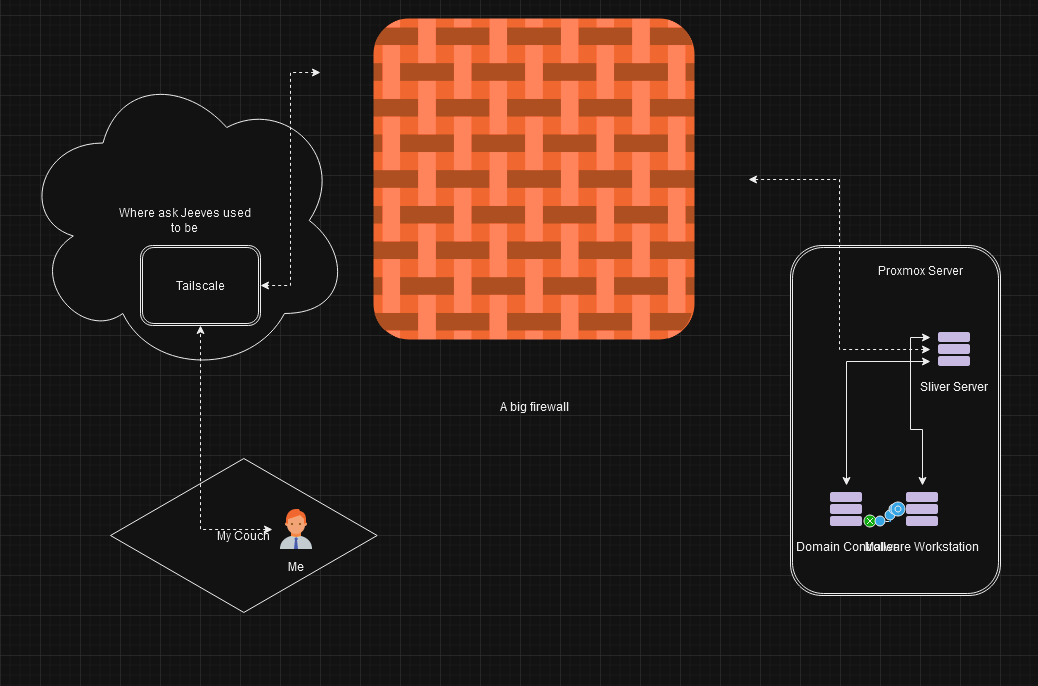 Where ask Jeeves used
to be
Tailscale
Proxmox Server
Sliver Server
A big firewall
My Couch
Me
Domain Controller
Malware Workstation